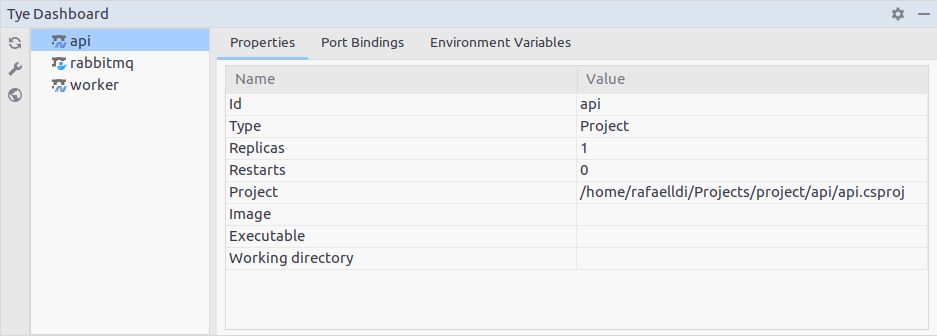 Tye Dashboard
api
rabbitmq
worker
Properties Port Bindings Environment Variables
Name Value
Id api
Type Project
Replicas 1
Restarts 0
Project /home/rafaelldi/Projects/project/api/api.csproj
Image
Executable
Working directory